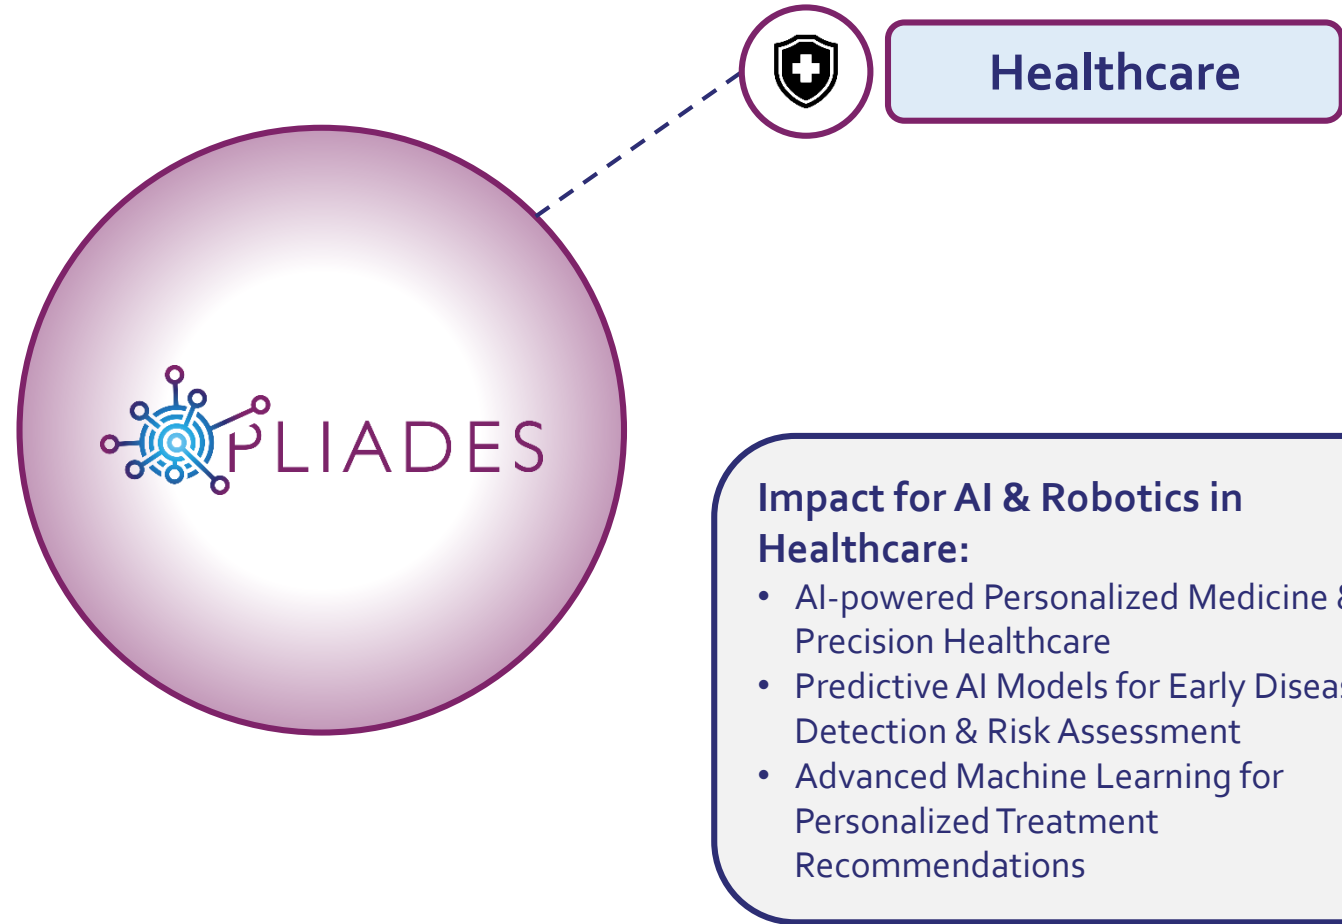 Healthcare
PLIADES
Impact for AI & Robotics in
Healthcare:
• AI-powered Personalized Medicine &
Precision Healthcare
• Predictive AI Models for Early Diseas
Detection & Risk Assessment
• Advanced Machine Learning for
Personalized Treatment
Recommendations